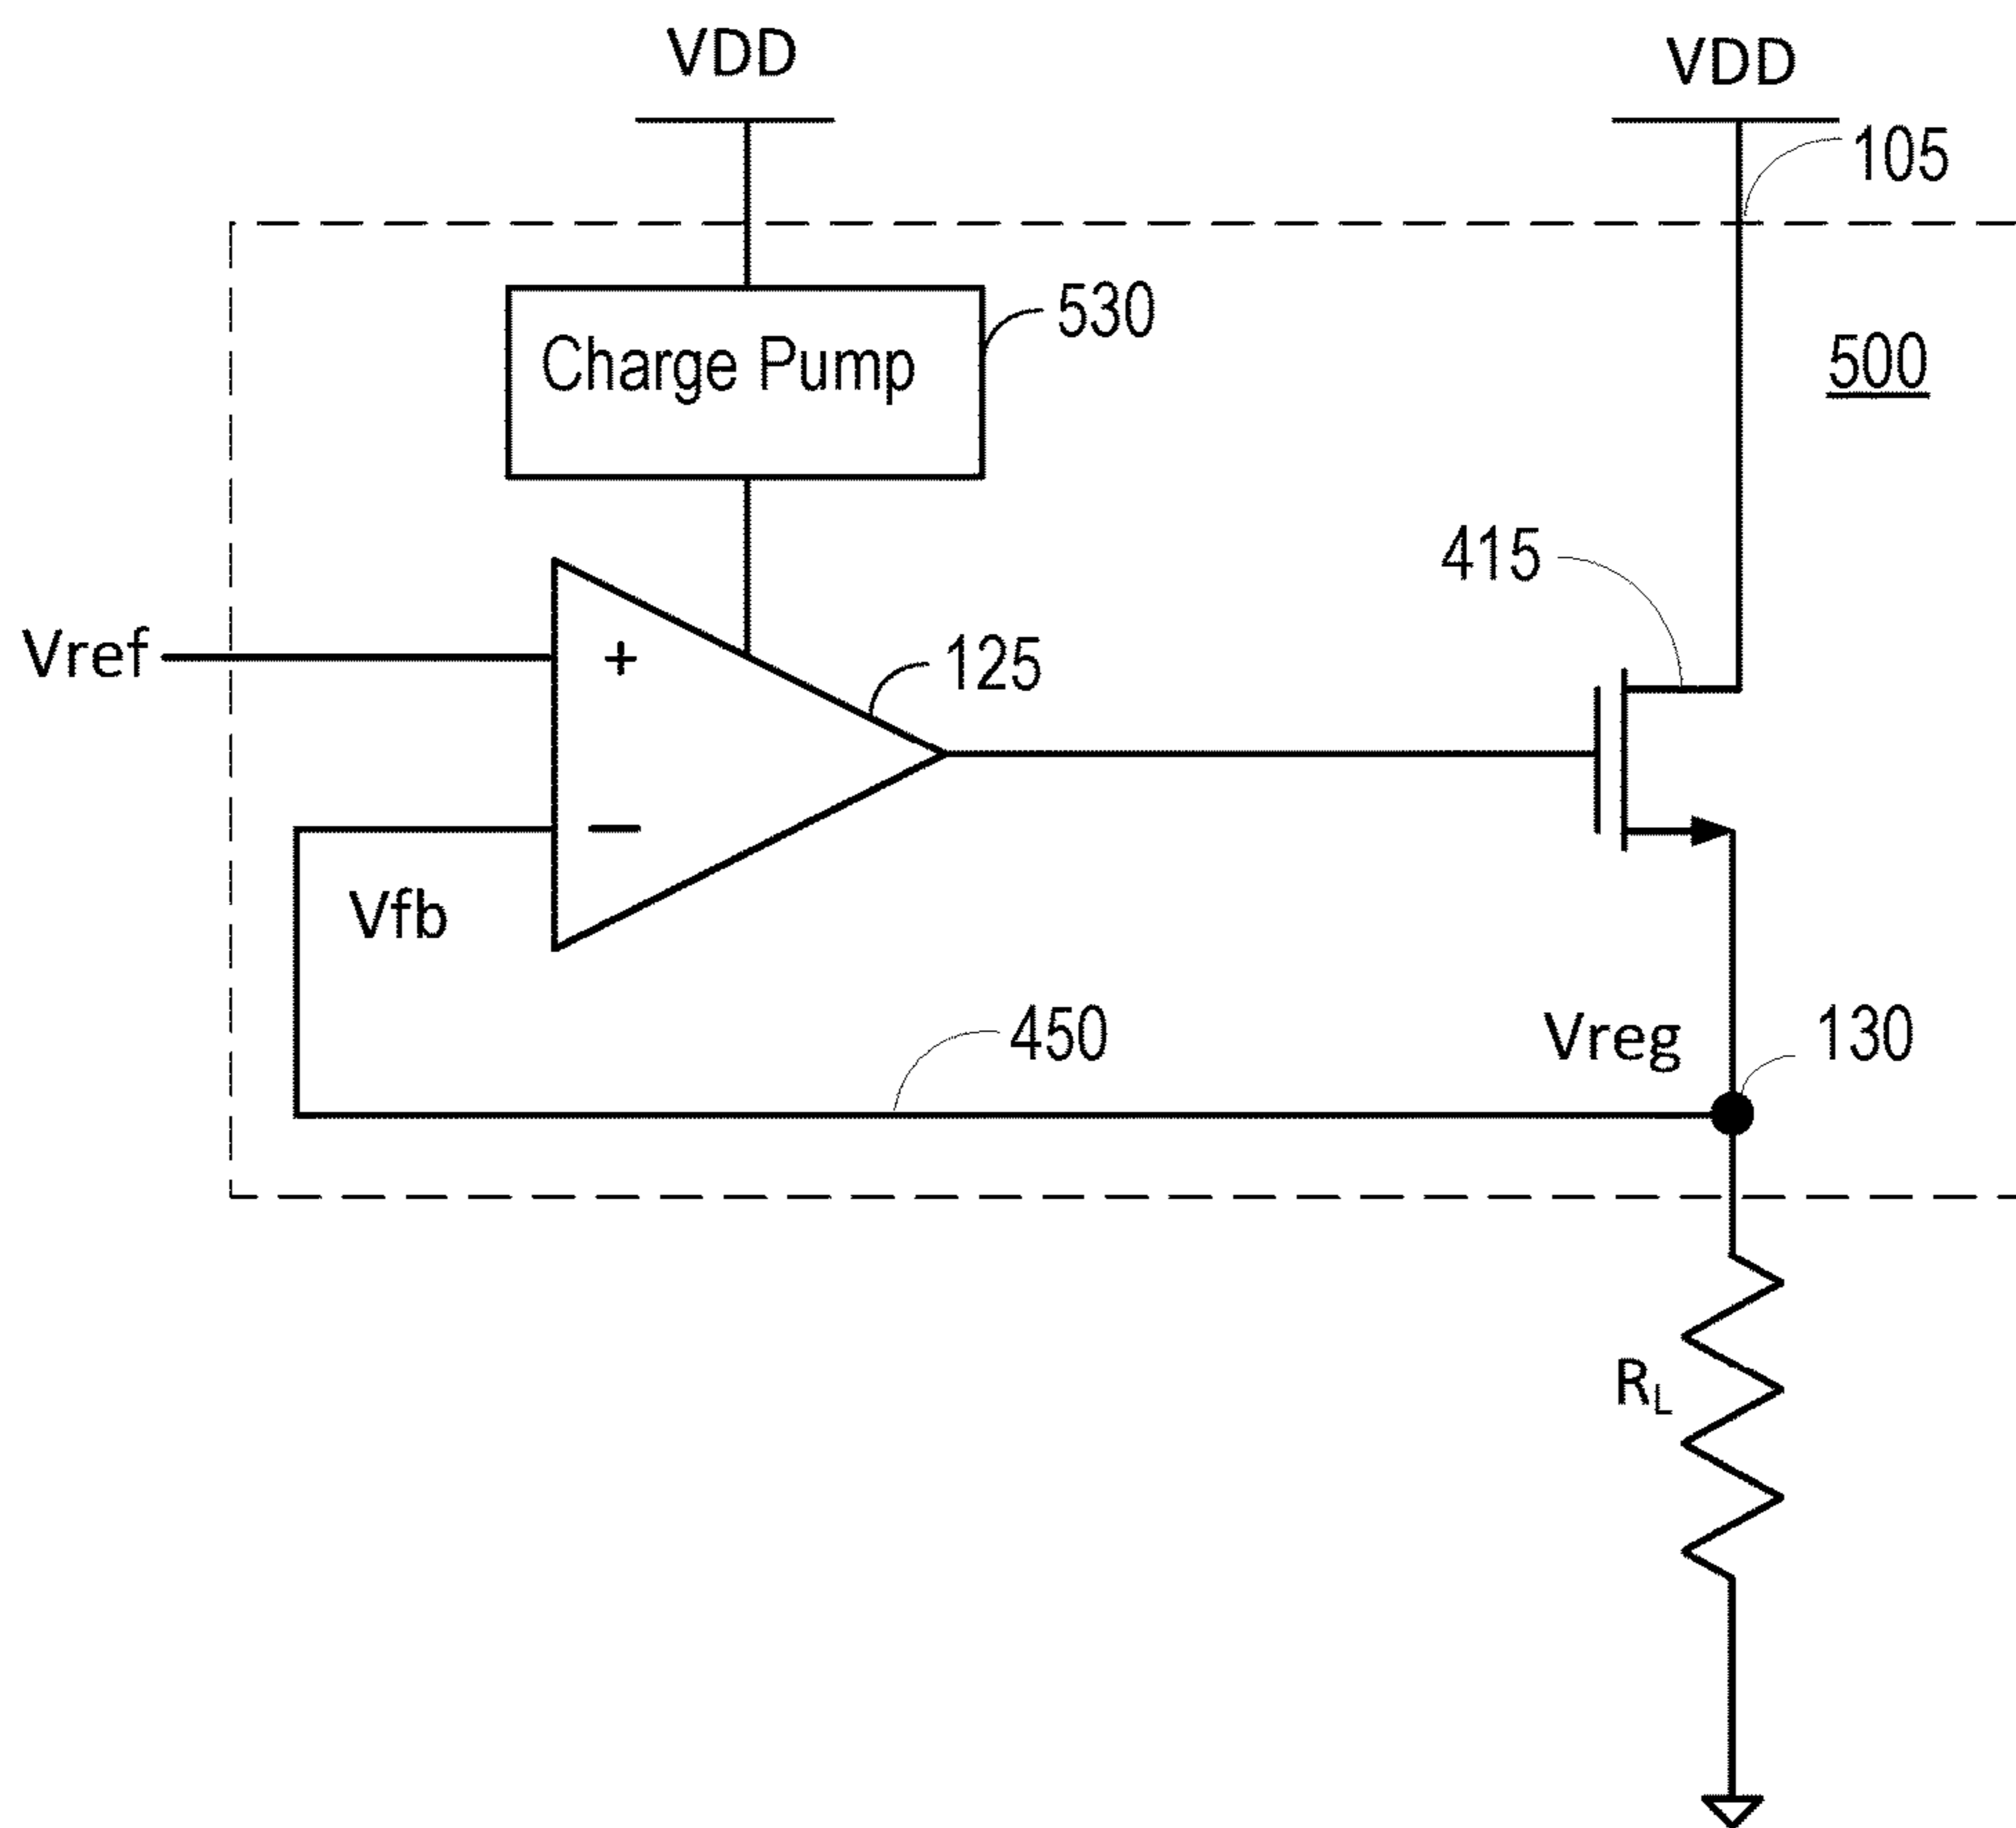 VDD
VDD
105
530
Charge Pump
500
415
Vref
+
125
−
Vfb
450
Vreg
130
RL